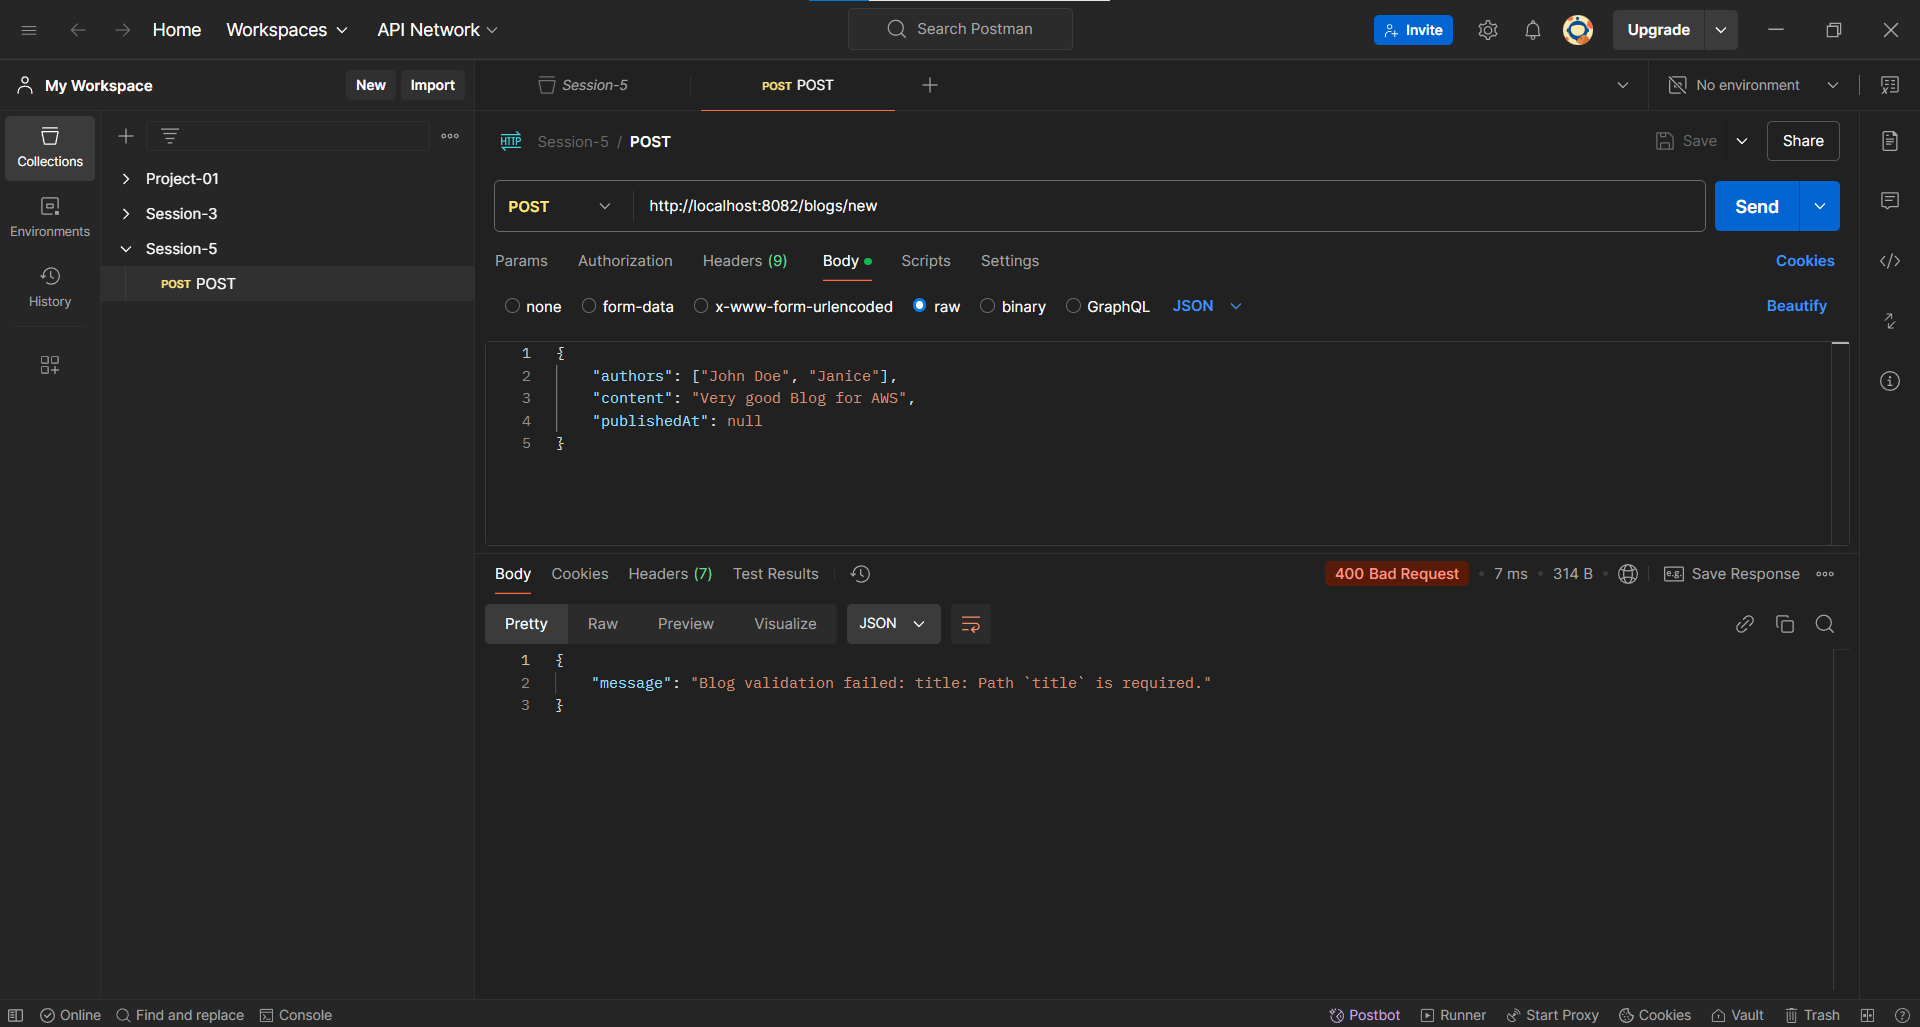 Home Workspaces API Network Search Postman Invite Upgrade
My Workspace New Import Session-5 POST POST No environment
Collections
Environments
History
Project-01
Session-3
Session-5
POST POST
HTTP Session-5 / POST Save Share
POST http://localhost:8082/blogs/new Send
Params Authorization Headers (9) Body Scripts Settings Cookies
none form-data x-www-form-urlencoded raw binary GraphQL JSON Beautify
1 {
2 "authors": ["John Doe", "Janice"],
3 "content": "Very good Blog for AWS",
4 "publishedAt": null
5 }
Body Cookies Headers (7) Test Results 400 Bad Request • 7 ms • 314 B • e.g. Save Response
Pretty Raw Preview Visualize JSON
1 {
2 "message": "Blog validation failed: title: Path `title` is required."
3 }
Online Find and replace Console Postbot Runner Start Proxy Cookies Vault Trash